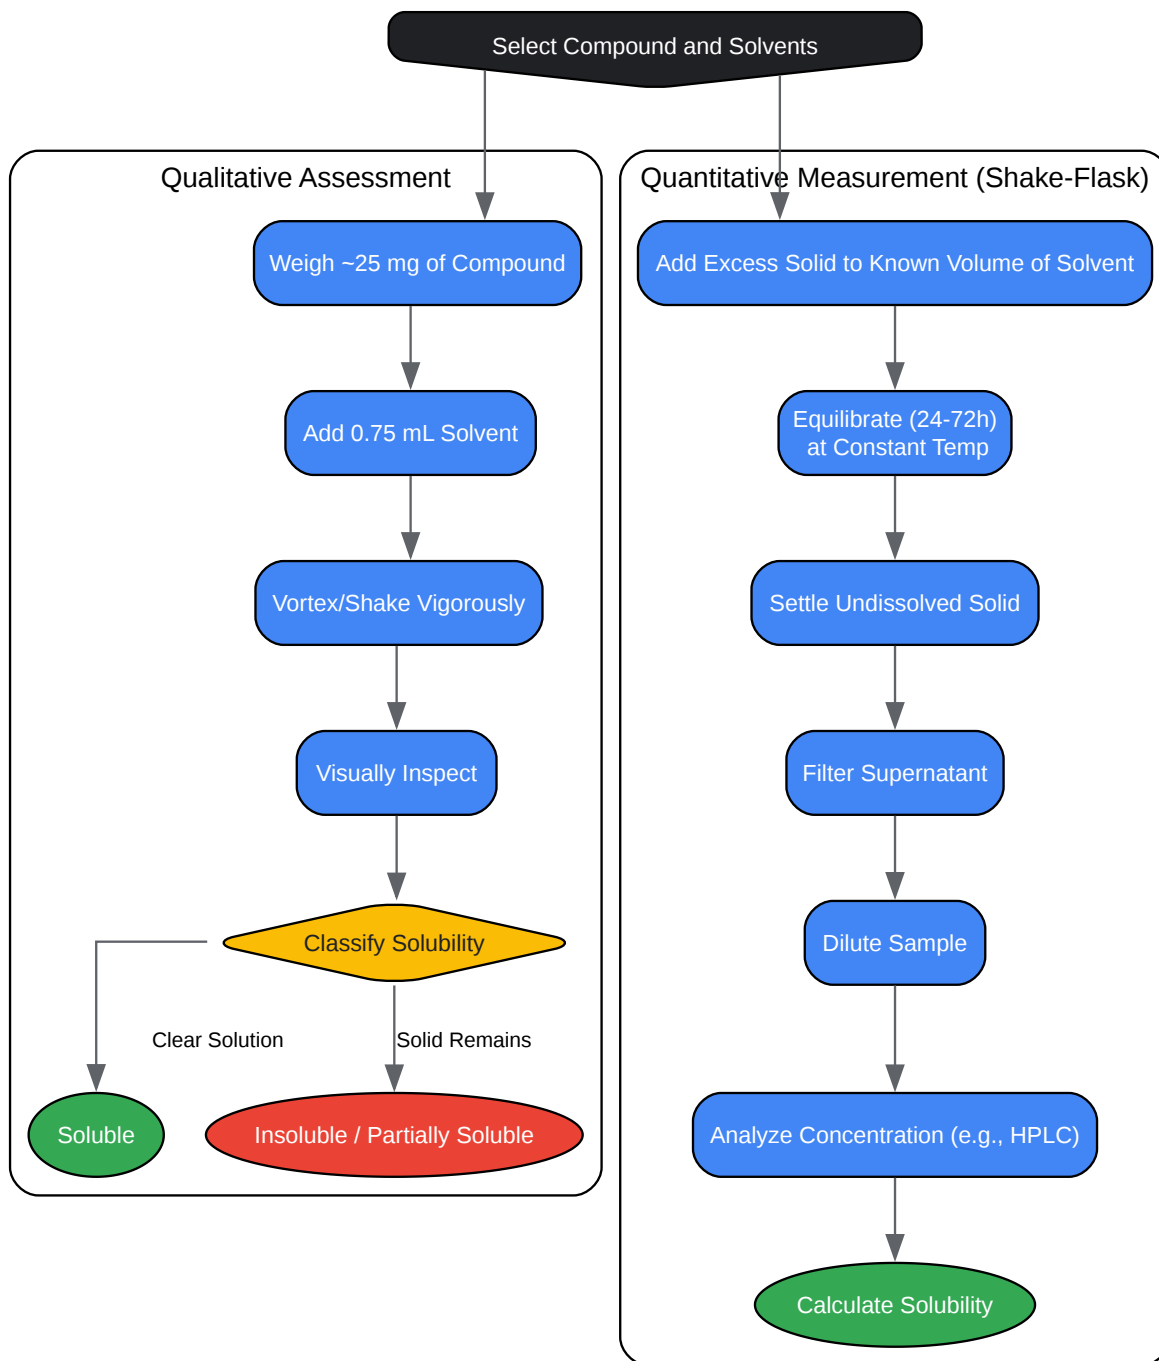 Select Compound and Solvents
Qualitative Assessment
Weigh ~25 mg of Compound
Add 0.75 mL Solvent
Vortex/Shake Vigorously
Visually Inspect
Classify Solubility
Clear Solution
Solid Remains
Soluble
Insoluble / Partially Soluble
Quantitative Measurement (Shake-Flask)
Add Excess Solid to Known Volume of Solvent
Equilibrate (24-72h)
at Constant Temp
Settle Undissolved Solid
Filter Supernatant
Dilute Sample
Analyze Concentration (e.g., HPLC)
Calculate Solubility